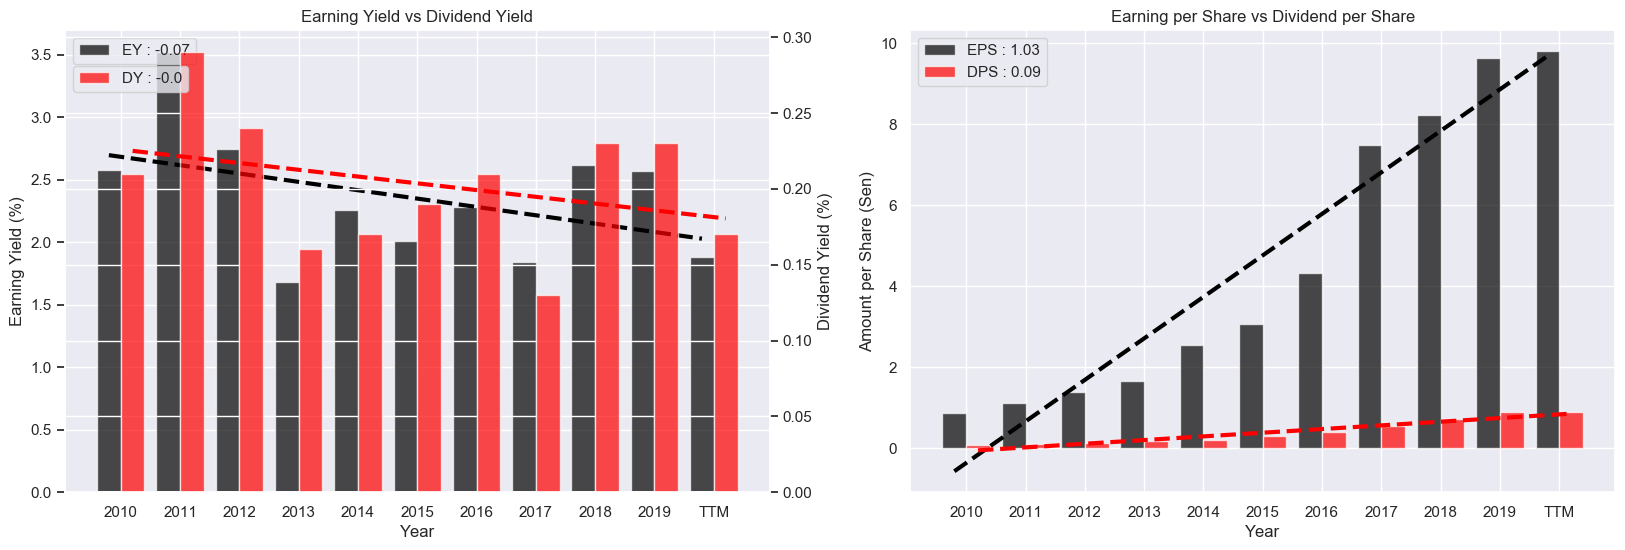 Earning Yield vs Dividend Yield
EY : -0.07
DY : -0.0
3.5
3.0
2.5
2.0
1.5
1.0
0.5
0.0
Earning Yield (%)
0.30
0.25
0.20
0.15
0.10
0.05
0.00
Dividend Yield (%)
2010 2011 2012 2013 2014 2015 2016 2017 2018 2019 TTM
Year
Earning per Share vs Dividend per Share
EPS : 1.03
DPS : 0.09
10
8
6
4
2
0
Amount per Share (Sen)
2010 2011 2012 2013 2014 2015 2016 2017 2018 2019 TTM
Year